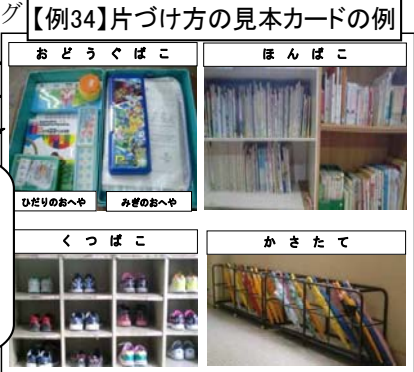 グ
【例34】片づけ方の見本カードの例
おどうぐばこ
ほんばこ
ひだりのおへや
みぎのおへや
くつばこ
かさたて